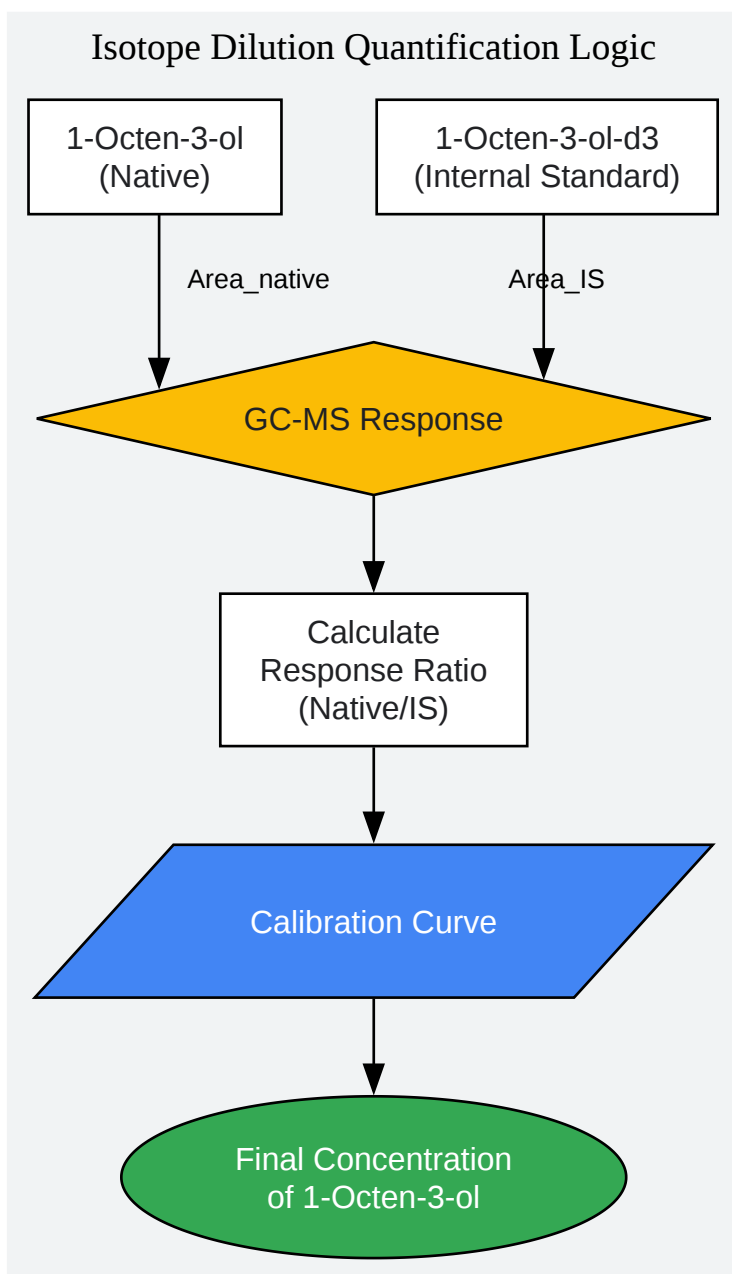 Isotope Dilution Quantification Logic
1-Octen-3-ol
(Native)
1-Octen-3-ol-d3
(Internal Standard)
Area_native
Area_IS
GC-MS Response
Calculate
Response Ratio
(Native/IS)
Calibration Curve
Final Concentration
of 1-Octen-3-ol